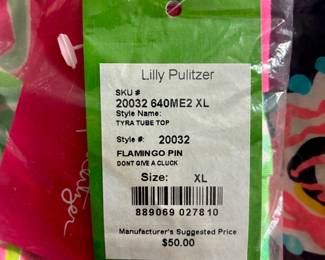 Lilly Pulitzer
SKU #
20032 640ME2 XL
Style Name:
TYRA TUBE TOP
Style #: 20032
FLAMINGO PIN
DONT GIVE A CLUCK
Size: XL
889069 027810
Manufacturer's Suggested Price
$50.00